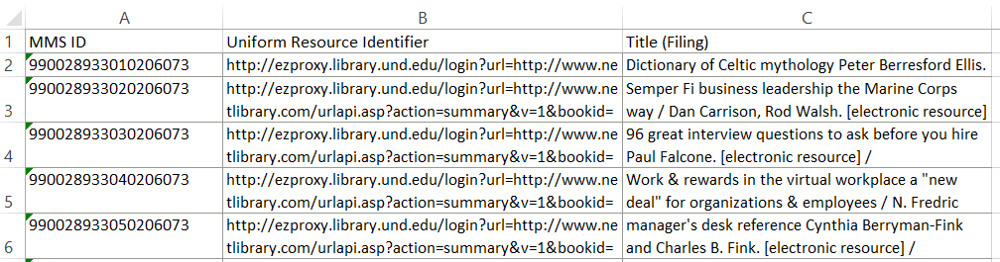 A B C
1 MMS ID Uniform Resource Identifier Title (Filing)
2 990028933010206073 http://ezproxy.library.und.edu/login?url=http://www.ne Dictionary of Celtic mythology Peter Berresford Ellis.
990028933020206073 http://ezproxy.library.und.edu/login?url=http://www.ne Semper Fi business leadership the Marine Corps
3 tlibrary.com/urlapi.asp?action=summary&v=1&bookid= way / Dan Carrison, Rod Walsh. [electronic resource]
990028933030206073 http://ezproxy.library.und.edu/login?url=http://www.ne 96 great interview questions to ask before you hire
4 tlibrary.com/urlapi.asp?action=summary&v=1&bookid= Paul Falcone. [electronic resource] /
990028933040206073 http://ezproxy.library.und.edu/login?url=http://www.ne Work & rewards in the virtual workplace a "new
5 tlibrary.com/urlapi.asp?action=summary&v=1&bookid= deal" for organizations & employees / N. Fredric
990028933050206073 http://ezproxy.library.und.edu/login?url=http://www.ne manager's desk reference Cynthia Berryman-Fink
6 tlibrary.com/urlapi.asp?action=summary&v=1&bookid= and Charles B. Fink. [electronic resource] /